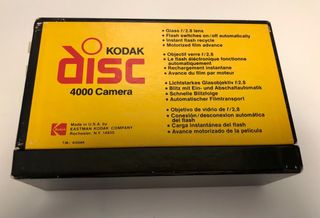 KODAK
disc
4000 Camera
Kodak
Made in U.S.A. by
EASTMAN KODAK COMPANY
Rochester, N.Y. 14650
• Glass f/2.8 lens
• Flash switches on/off automatically
• Instant flash recycle
• Motorized film advance
• Objectif verre f/2.8
• Le flash électronique fonctionne
automatiquement
• Rechargement instantané
• Avance du film par moteur
• Lichtstarkes Glasobjektiv f/2.8
• Blitz mit Ein- und Abschaltautomatik
• Schnelle Blitzfolge
• Automatischer Filmtransport
• Objetivo de vidrio de f/2.8
• Conexión/desconexion automática
del flash
• Carga instantánea del flash
• Avance motorizado de la película